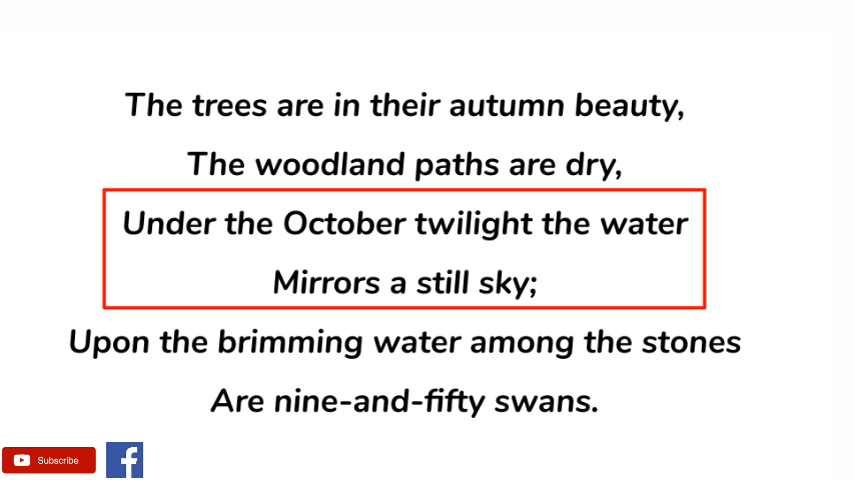 The trees are in their autumn beauty,
The woodland paths are dry,
Under the October twilight the water
Mirrors a still sky;
Upon the brimming water among the stones
Are nine-and-fifty swans.
Subscribe